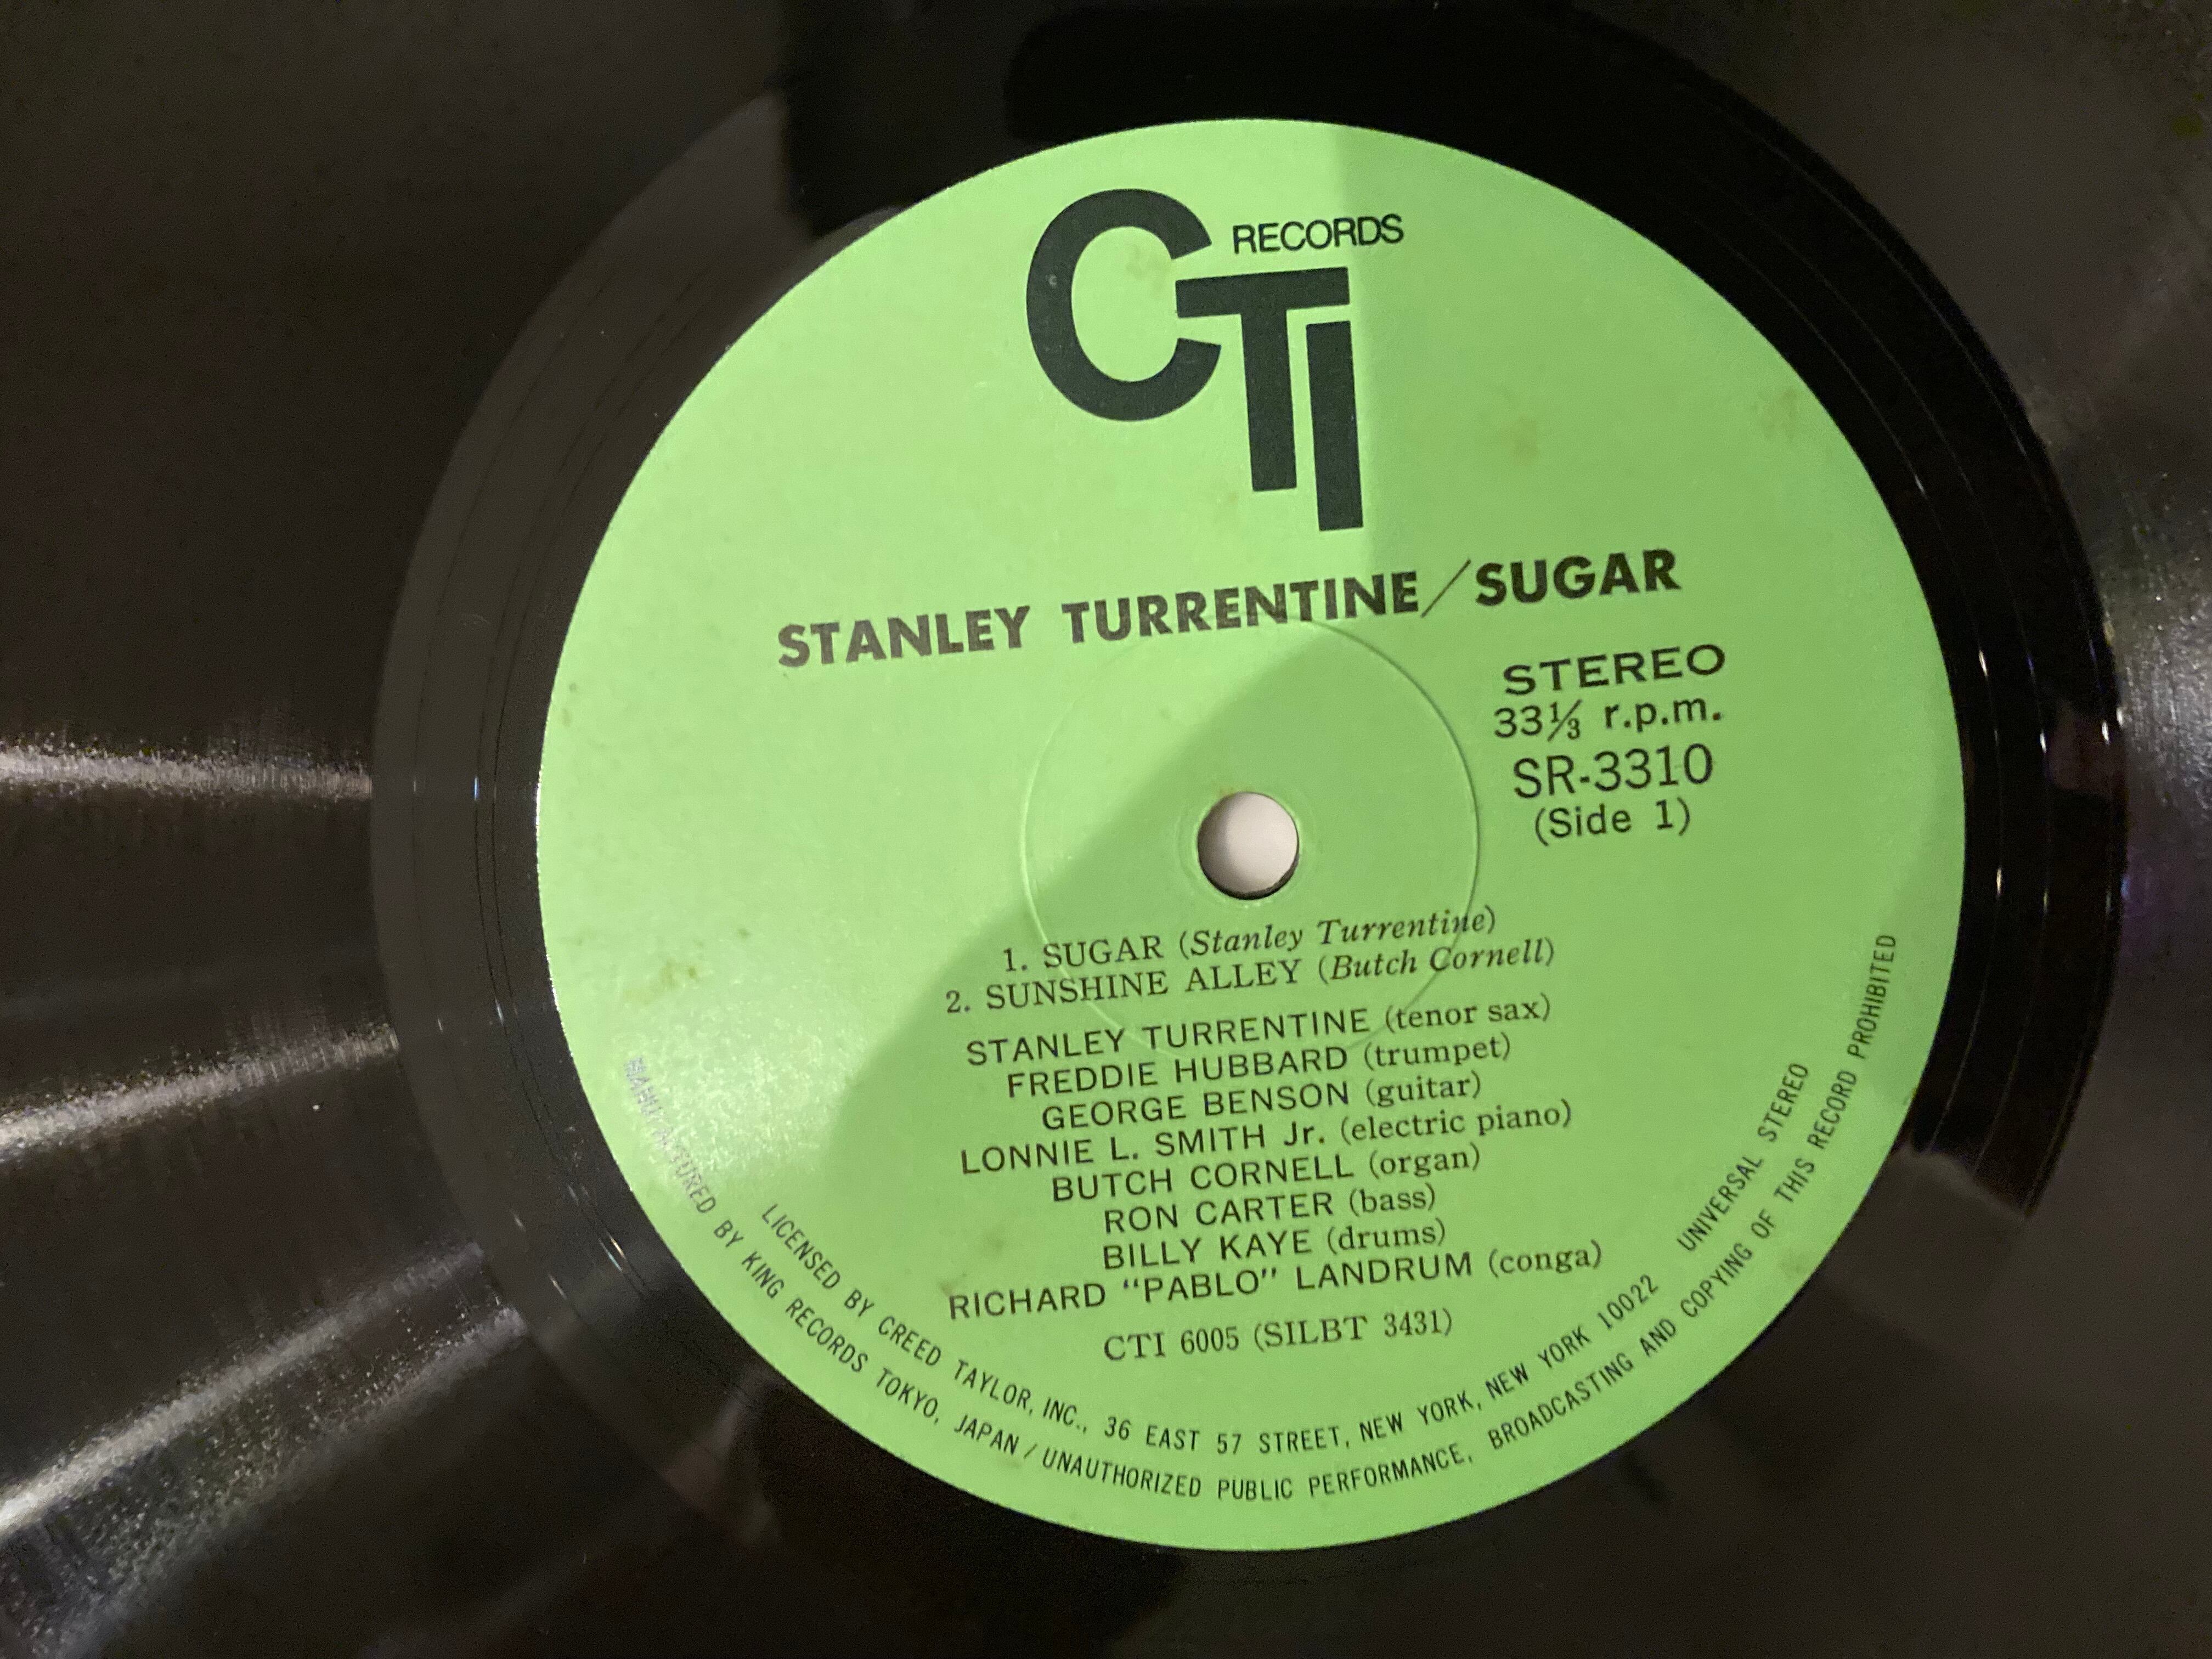 CTI RECORDS
STANLEY TURRENTINE/SUGAR
STEREO
33⅓ r.p.m.
SR-3310
(Side 1)
1. SUGAR (Stanley Turrentine)
2. SUNSHINE ALLEY (Butch Cornell)
STANLEY TURRENTINE (tenor sax)
FREDDIE HUBBARD (trumpet)
GEORGE BENSON (guitar)
LONNIE L. SMITH Jr. (electric piano)
BUTCH CORNELL (organ)
RON CARTER (bass)
BILLY KAYE (drums)
RICHARD "PABLO" LANDRUM (conga)
CTI 6005 (SILBT 3431)
LICENSED BY CREED TAYLOR, INC., 36 EAST 57 STREET, NEW YORK, NEW YORK 10022 UNIVERSAL STEREO
MANUFACTURED BY KING RECORDS TOKYO, JAPAN / UNAUTHORIZED PUBLIC PERFORMANCE, BROADCASTING AND COPYING OF THIS RECORD PROHIBITED